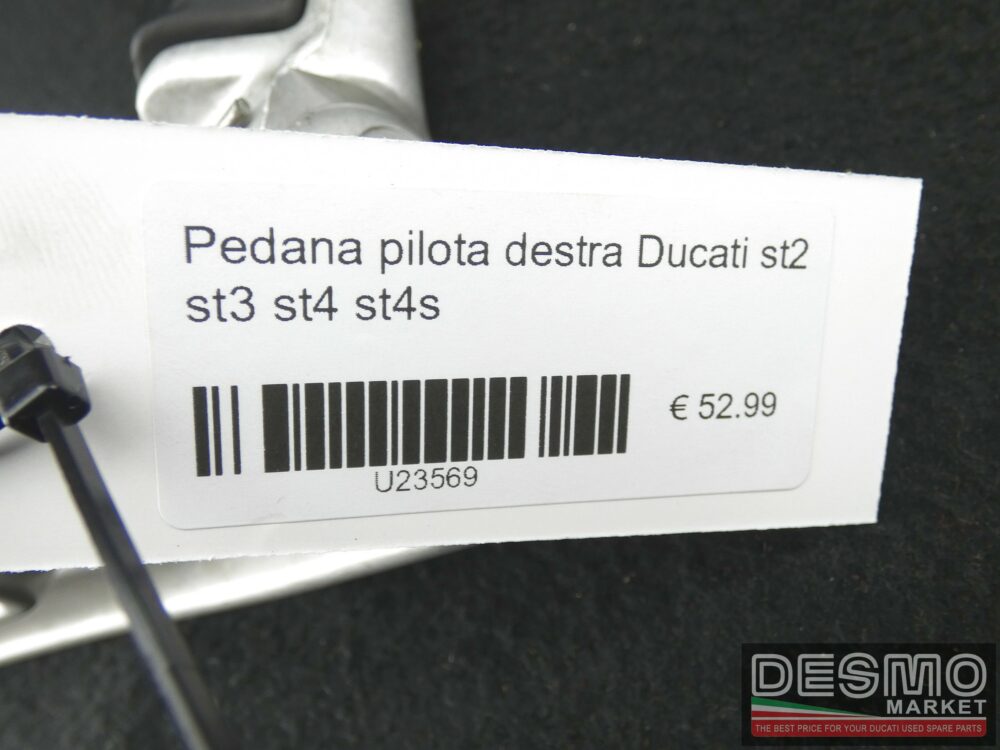 Pedana pilota destra Ducati st2
st3 st4 st4s
€ 52.99
U23569
DESMO
MARKET
THE BEST PRICE FOR YOUR DUCATI USED SPARE PARTS